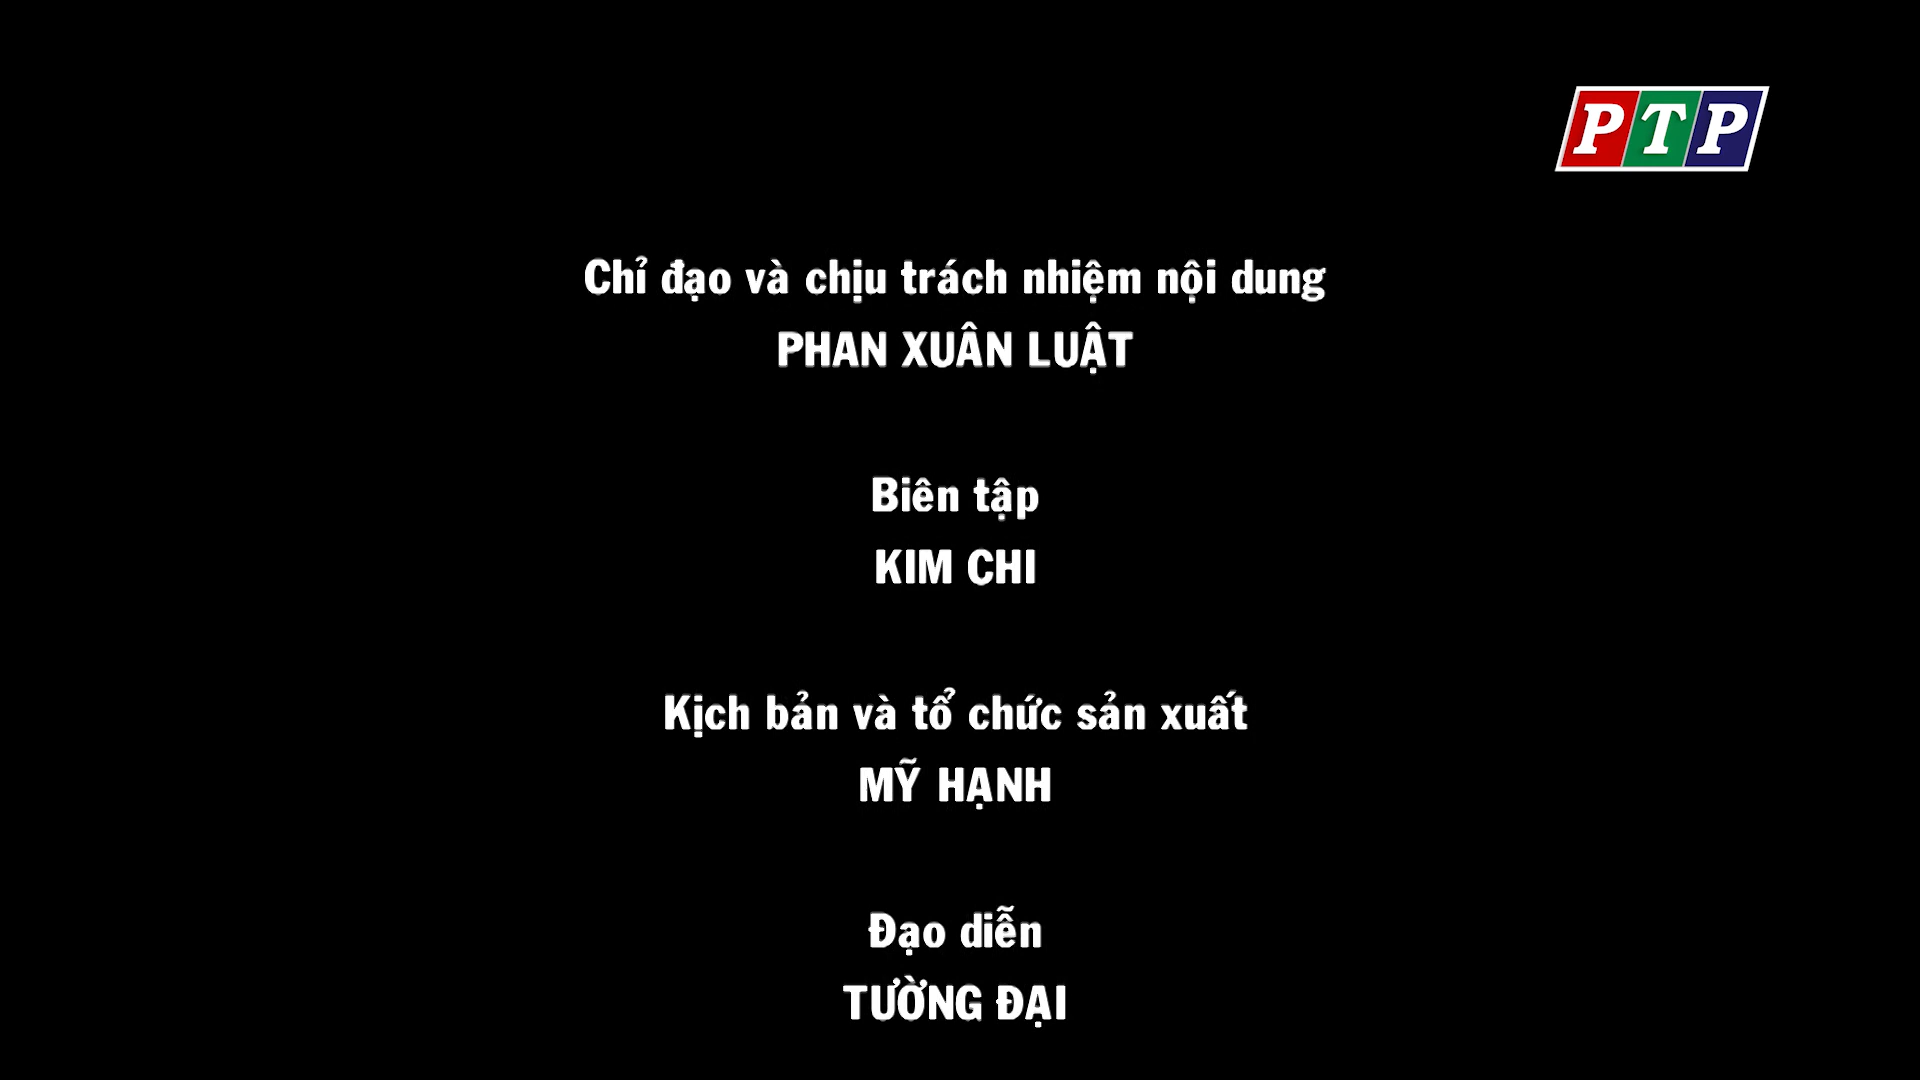 PTP
Chỉ đạo và chịu trách nhiệm nội dung
PHAN XUÂN LUẬT
Biên tập
KIM CHI
Kịch bản và tổ chức sản xuất
MỸ HẠNH
Đạo diễn
TƯỜNG ĐẠI